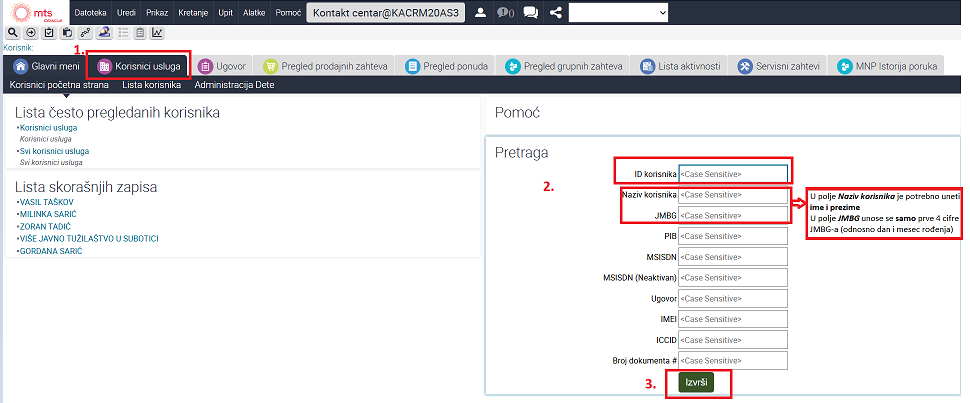 mts
ORACLE
Datoteka Uredi Prikaz Kretanje Upit Alatke Pomoć Kontakt centar@KACRM20AS3 ()
Korisnik:
1.
Glavni meni Korisnici usluga Ugovor Pregled prodajnih zahteva Pregled ponuda Pregled grupnih zahteva Lista aktivnosti Servisni zahtevi MNP Istorija poruka
Korisnici početna strana Lista korisnika Administracija Dete
Lista često pregledanih korisnika
•Korisnici usluga
Korisnici usluga
•Svi korisnici usluga
Svi korisnici usluga
Lista skorašnjih zapisa
•VASIL TAŠKOV
•MILINKA SARIĆ
•ZORAN TADIĆ
•VIŠE JAVNO TUŽILAŠTVO U SUBOTICI
•GORDANA SARIĆ
Pomoć
Pretraga
2.
ID korisnika <Case Sensitive>
Naziv korisnika <Case Sensitive>
JMBG <Case Sensitive>
PIB <Case Sensitive>
MSISDN <Case Sensitive>
MSISDN (Neaktivan) <Case Sensitive>
Ugovor <Case Sensitive>
IMEI <Case Sensitive>
ICCID <Case Sensitive>
Broj dokumenta # <Case Sensitive>
3. Izvrši
U polje Naziv korisnika je potrebno uneti
ime i prezime
U polje JMBG unose se samo prve 4 cifre
JMBG-a (odnosno dan i mesec rođenja)